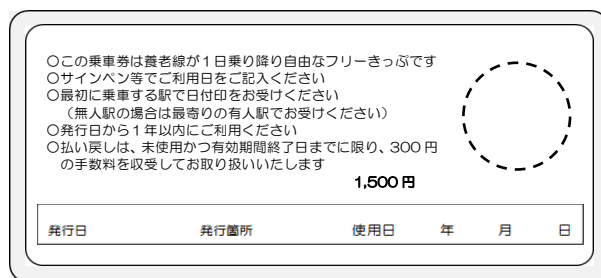 ○この乗車券は養老線が1日乗り降り自由なフリーきっぷです
○サインペン等でご利用日をご記入ください
○最初に乗車する駅で日付印をお受けください
（無人駅の場合は最寄りの有人駅でお受けください）
○発行日から1年以内にご利用ください
○払い戻しは、未使用かつ有効期間終了日までに限り、300円
の手数料を収受してお取り扱いいたします
1,500円
発行日 発行箇所 使用日 年 月 日